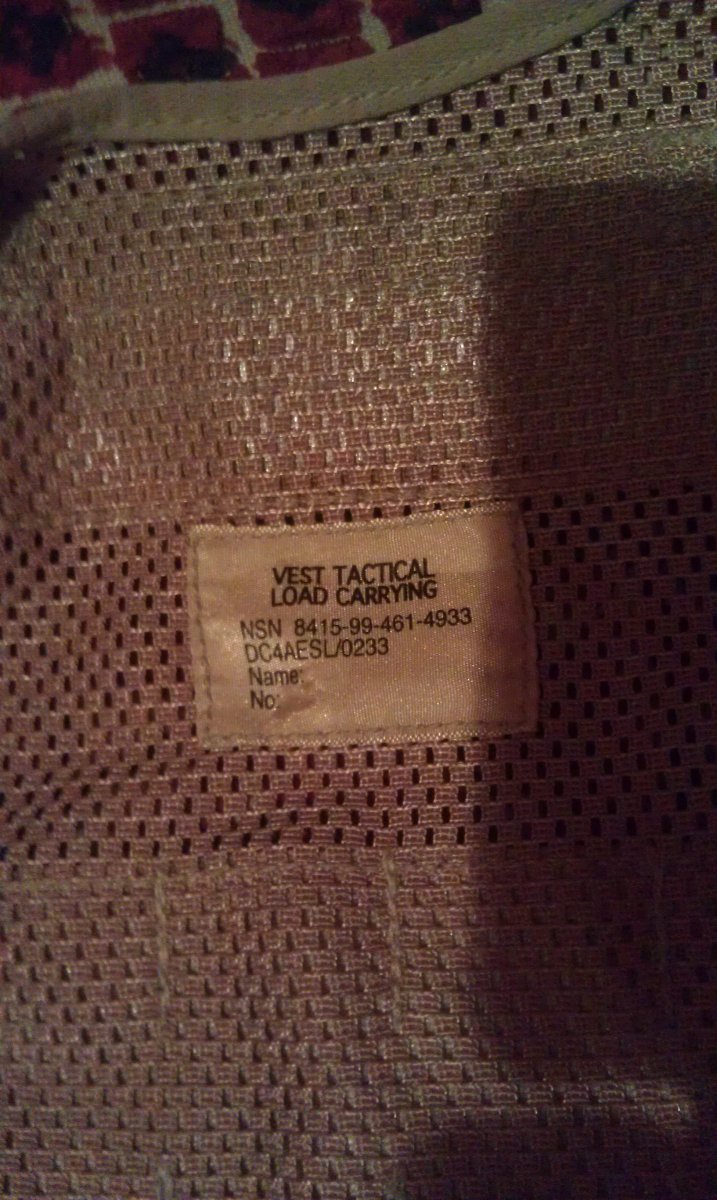 VEST TACTICAL
LOAD CARRYING
NSN 8415-99-461-4933
DC4AESL/0233
Name:
No: